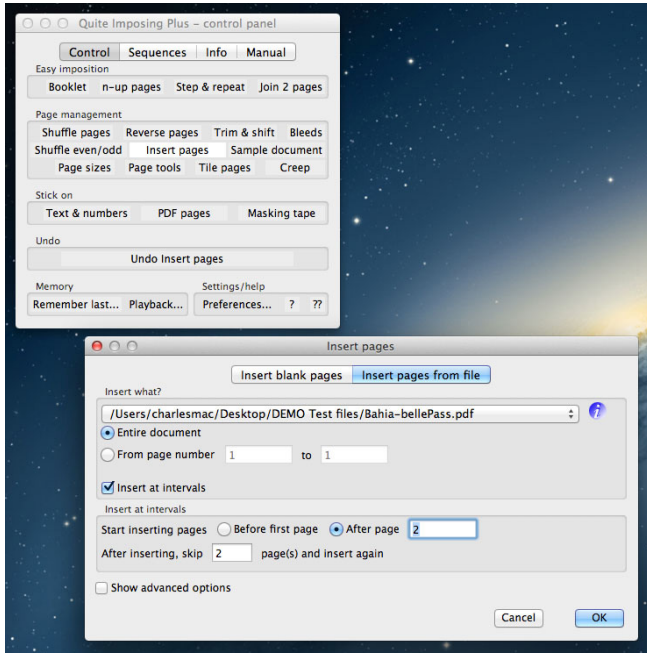 Quite Imposing Plus – control panel
Control Sequences Info Manual
Easy imposition
Booklet n-up pages Step & repeat Join 2 pages
Page management
Shuffle pages Reverse pages Trim & shift Bleeds
Shuffle even/odd Insert pages Sample document
Page sizes Page tools Tile pages Creep
Stick on
Text & numbers PDF pages Masking tape
Undo
Undo Insert pages
Memory Settings/help
Remember last... Playback... Preferences... ? ??
Insert pages
Insert blank pages Insert pages from file
Insert what?
/Users/charlesmac/Desktop/DEMO Test files/Bahia-bellePass.pdf i
Entire document
From page number 1 to 1
Insert at intervals
Insert at intervals
Start inserting pages Before first page After page 2
After inserting, skip 2 page(s) and insert again
Show advanced options
Cancel OK